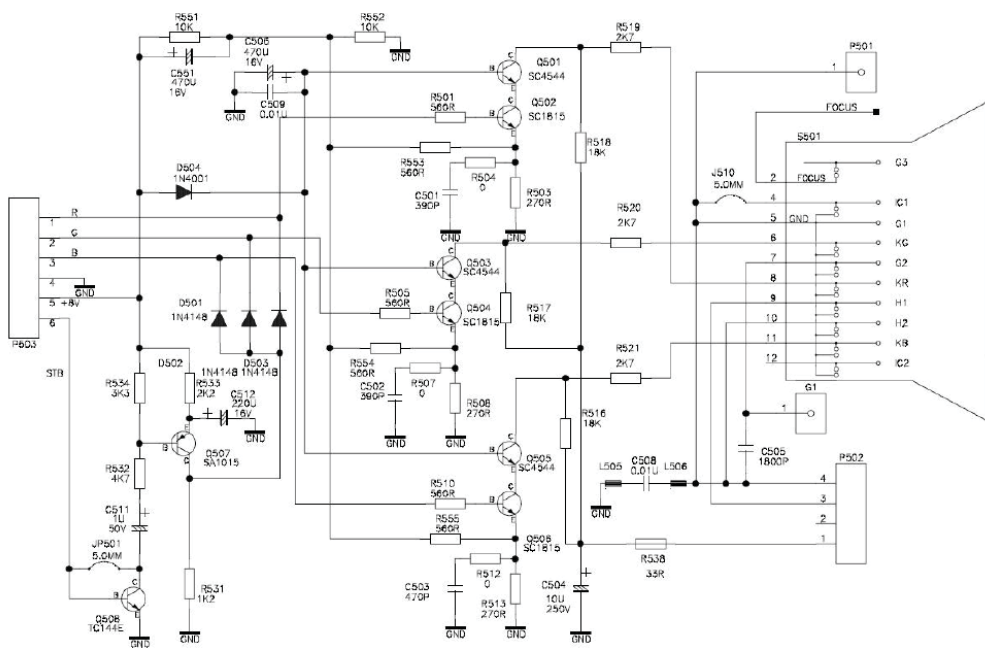 R551
10K
R552
10K
C506
470U
16V
C551
470U
16V
C509
0.01U
GND
GND
Q501
SC4544
Q502
SC1815
R501
560R
R519
2K7
P501
1
FOCUS
R518
18K
S501
G3
2
FOCUS
R553
560R
R504
0
C501
390P
R503
270R
GND
GND
D504
1N4001
J510
5.0MM
4
IC1
5
GND
G1
R520
2K7
6
KG
7
G2
8
KR
9
H1
10
H2
11
KB
12
IC2
R
1
G
2
B
3
4
GND
5
+8V
6
P503
STB
Q503
SC4544
Q504
SC1815
R505
560R
R517
18K
D501
1N4148
D502
1N4148
D503
1N4148
R554
560R
R507
0
C502
390P
R508
270R
GND
GND
R521
2K7
R534
3K3
R533
2K2
C512
220U
16V
GND
Q507
SA1015
R532
4K7
C511
1U
50V
JP501
5.0MM
Q508
TC144E
GND
R531
1K2
GND
R516
18K
Q505
SC4544
R510
560R
R555
560R
Q506
SC1815
R512
0
C503
470P
R513
270R
GND
GND
C504
10U
250V
GND
G1
1
C505
1800P
L505
C508
0.01U
L506
GND
P502
4
3
2
1
R538
33R
B
C
E
B
C
E
B
C
E
B
C
E
B
C
E
B
C
E